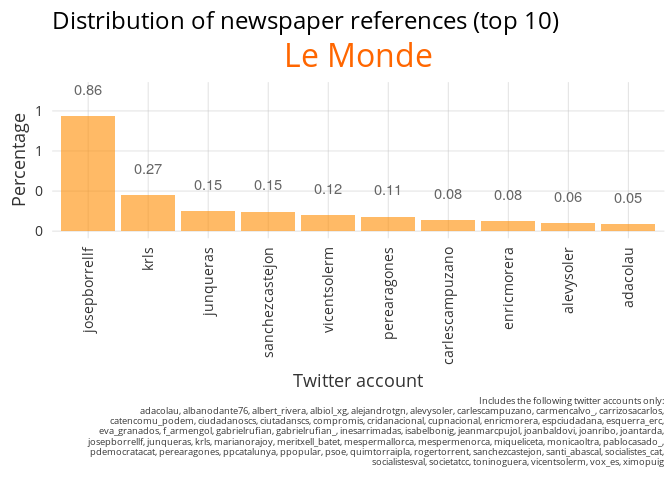 Distribution of newspaper references (top 10)
Le Monde
0.86
0.27
0.15
0.15
0.12
0.11
0.08
0.08
0.06
0.05
Percentage
1
1
0
0
josepborrellf
krls
junqueras
sanchezcastejon
vicentsolerm
perearagones
carlescampuzano
enricmorera
alevysoler
adacolau
Twitter account
Includes the following twitter accounts only:
adacolau, albanodante76, albert_rivera, albiol_xg, alejandrotgn, alevysoler, carlescampuzano, carmencalvo_, carrizosacarlos,
catencomu_podem, ciudadanoscs, ciutadanscs, compromis, cridanacional, cupnacional, enricmorera, espciudadana, esquerra_erc,
eva_granados, f_armengol, gabrielrufian, gabrielrufian_, inesarrimadas, isabelbonig, jeanmarcpujol, joanbaldovi, joanribo, joantarda,
josepborrellf, junqueras, krls, marianorajoy, meritxell_batet, mespermallorca, mespermenorca, miqueliceta, monicaoltra, pablocasado_,
pdemocratacat, perearagones, ppcatalunya, ppopular, psoe, quimtorraipla, rogertorrent, sanchezcastejon, santi_abascal, socialistes_cat,
socialistesval, societatcc, toninoguera, vicentsolerm, vox_es, ximopuig